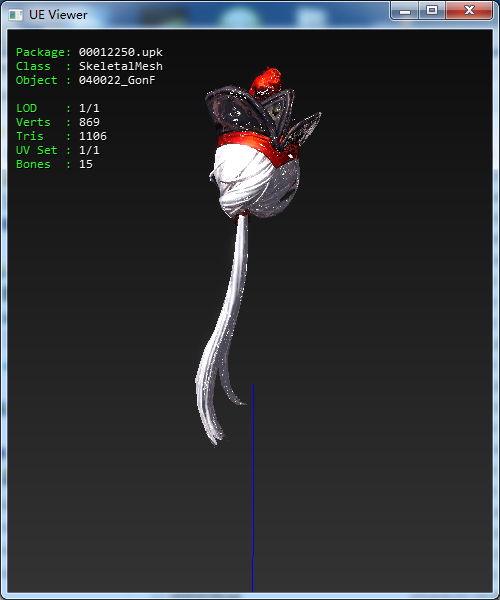 UE Viewer
Package: 00012250.upk
Class  : SkeletalMesh
Object : 040022_GonF
LOD    : 1/1
Verts  : 869
Tris   : 1106
UV Set : 1/1
Bones  : 15